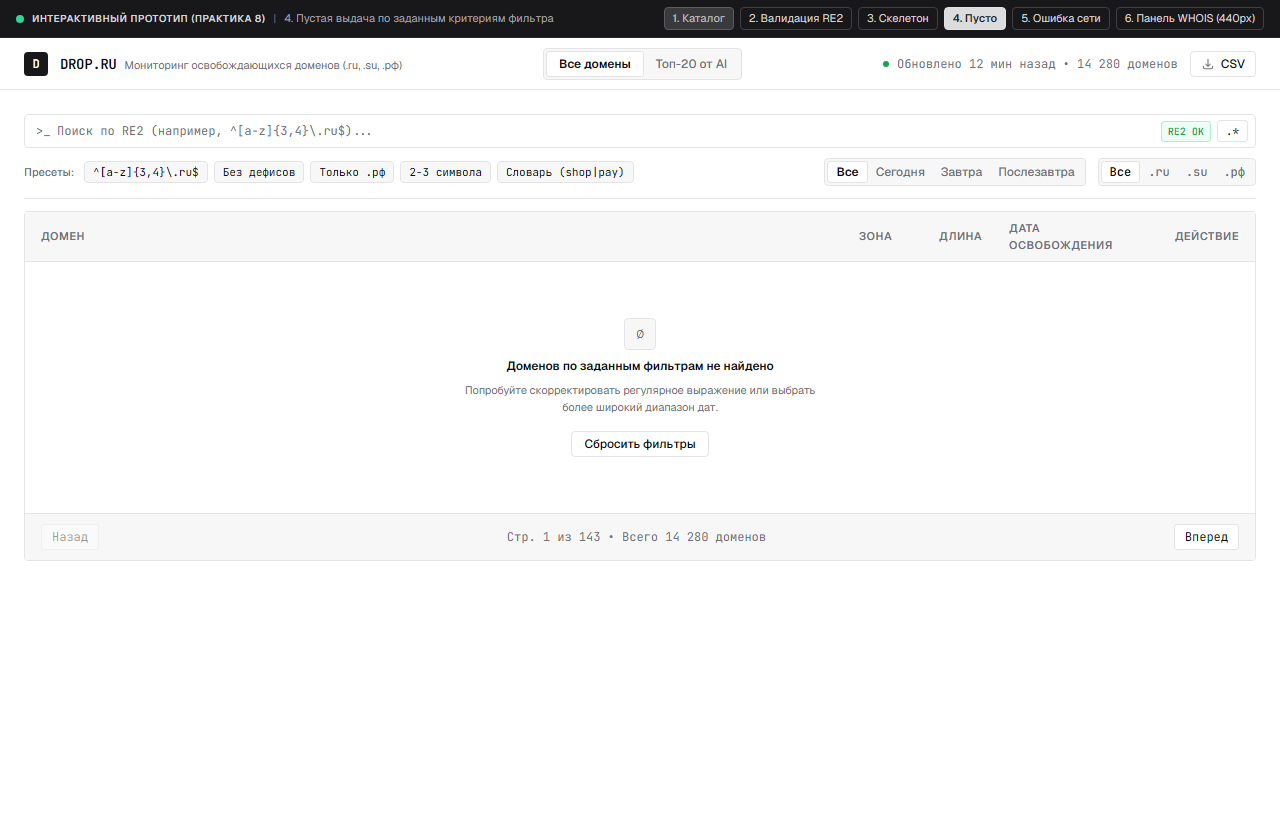 ИНТЕРАКТИВНЫЙ ПРОТОТИП (ПРАКТИКА 8) | 4. Пустая выдача по заданным критериям фильтра 1. Каталог 2. Валидация RE2 3. Скелетон 4. Пусто 5. Ошибка сети 6. Панель WHOIS (440px)
D DROP.RU Мониторинг освобождающихся доменов (.ru, .su, .рф) Все домены Топ-20 от AI Обновлено 12 мин назад • 14 280 доменов CSV
>_ Поиск по RE2 (например, ^[a-z]{3,4}\.ru$)... RE2 OK .*
Пресеты: ^[a-z]{3,4}\.ru$ Без дефисов Только .рф 2-3 символа Словарь (shop|pay) Все Сегодня Завтра Послезавтра Все .ru .su .рф
ДОМЕН ЗОНА ДЛИНА ДАТА ОСВОБОЖДЕНИЯ ДЕЙСТВИЕ
Ø
Доменов по заданным фильтрам не найдено
Попробуйте скорректировать регулярное выражение или выбрать
более широкий диапазон дат.
Сбросить фильтры
Назад Стр. 1 из 143 • Всего 14 280 доменов Вперед